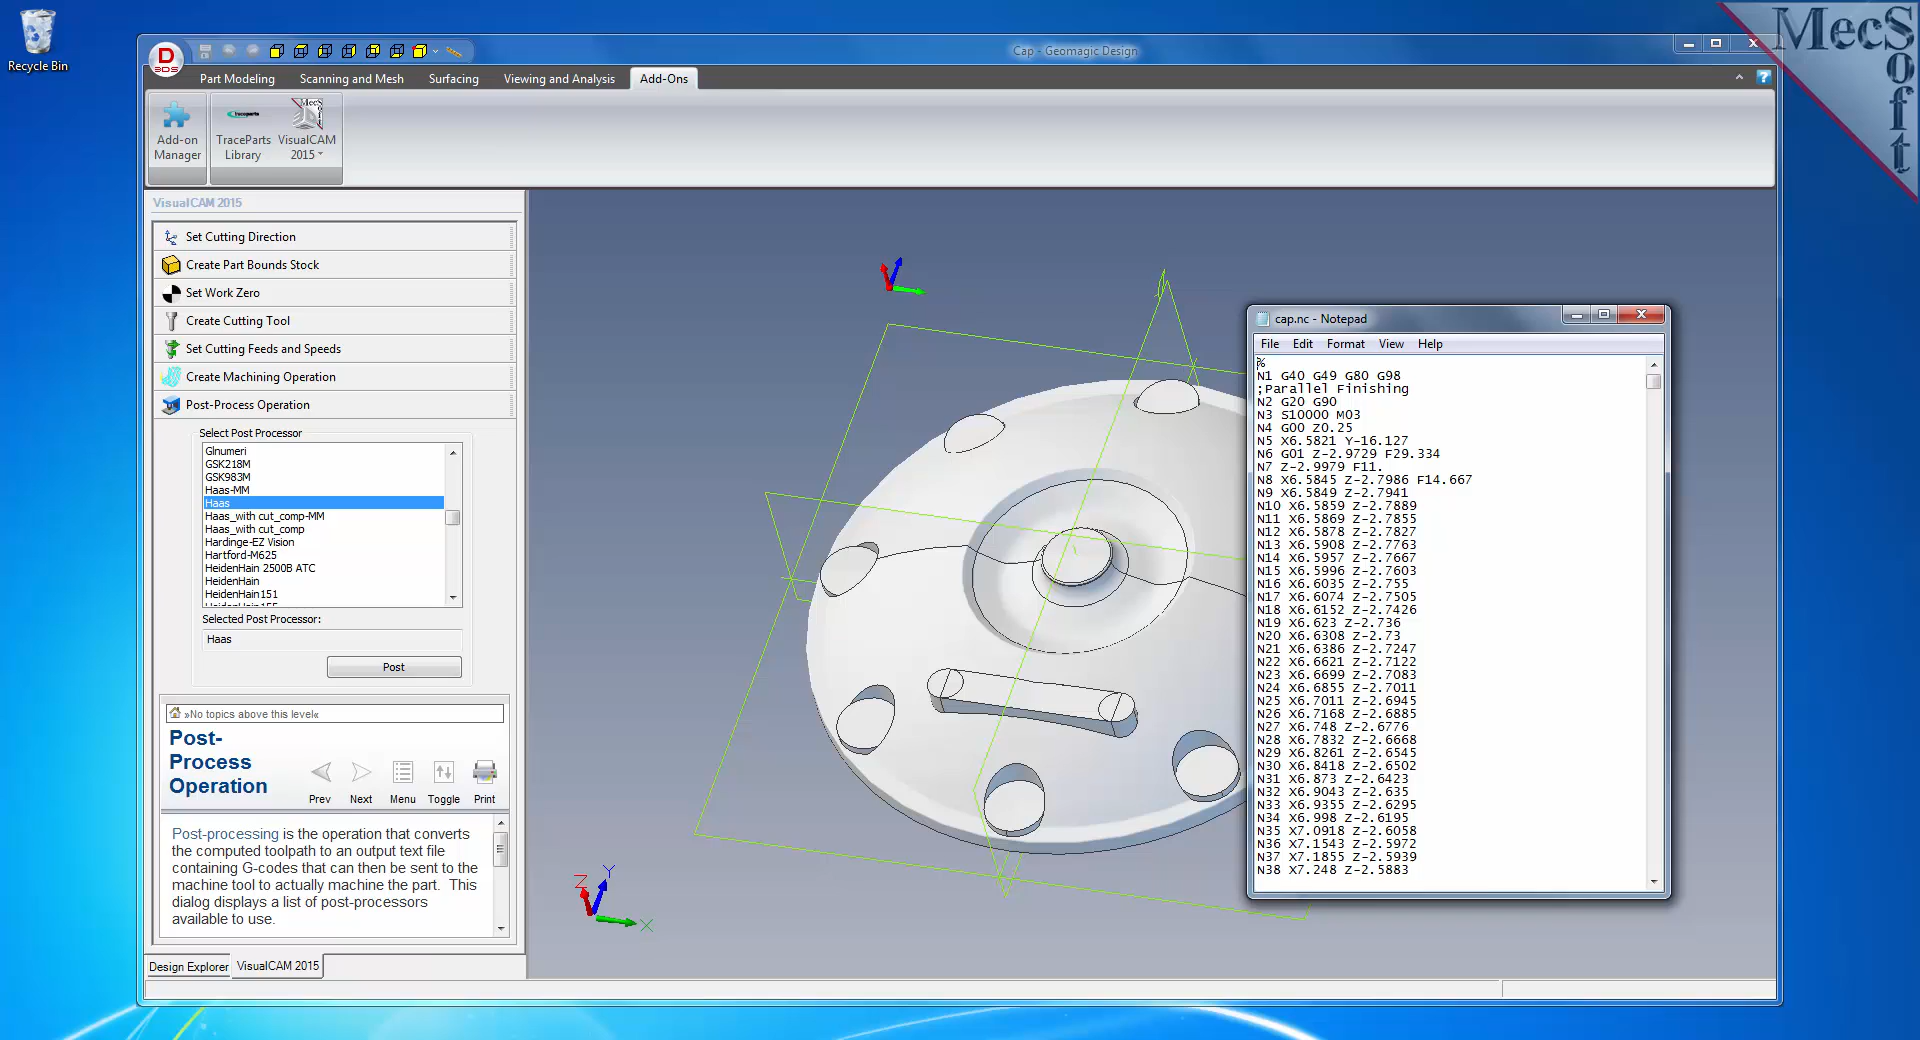 Recycle Bin
Cap - Geomagic Design
MecSoft
D
3DS
Part Modeling
Scanning and Mesh
Surfacing
Viewing and Analysis
Add-Ons
Add-on
Manager
Traceparts
TraceParts
Library
MecSoft
VisualCAM
2015
VisualCAM 2015
Set Cutting Direction
Create Part Bounds Stock
Set Work Zero
Create Cutting Tool
Set Cutting Feeds and Speeds
Create Machining Operation
Post-Process Operation
Select Post Processor
Glnumeri
GSK218M
GSK983M
Haas-MM
Haas
Haas_with cut_comp-MM
Haas_with cut_comp
Hardinge-EZ Vision
Hartford-M625
HeidenHain 2500B ATC
HeidenHain
HeidenHain151
HeidenHain155
Selected Post Processor:
Haas
Post
»No topics above this level«
Post-
Process
Operation
Prev
Next
Menu
Toggle
Print
Post-processing is the operation that converts
the computed toolpath to an output text file
containing G-codes that can then be sent to the
machine tool to actually machine the part. This
dialog displays a list of post-processors
available to use.
Design Explorer
VisualCAM 2015
Z
Y
X
cap.nc - Notepad
File Edit Format View Help
%
N1 G40 G49 G80 G98
;Parallel Finishing
N2 G20 G90
N3 S10000 M03
N4 G00 Z0.25
N5 X6.5821 Y-16.127
N6 G01 Z-2.9729 F29.334
N7 Z-2.9979 F11.
N8 X6.5845 Z-2.7986 F14.667
N9 X6.5849 Z-2.7941
N10 X6.5859 Z-2.7889
N11 X6.5869 Z-2.7855
N12 X6.5878 Z-2.7827
N13 X6.5908 Z-2.7763
N14 X6.5957 Z-2.7667
N15 X6.5996 Z-2.7603
N16 X6.6035 Z-2.755
N17 X6.6074 Z-2.7505
N18 X6.6152 Z-2.7426
N19 X6.623 Z-2.736
N20 X6.6308 Z-2.73
N21 X6.6386 Z-2.7247
N22 X6.6621 Z-2.7122
N23 X6.6699 Z-2.7083
N24 X6.6855 Z-2.7011
N25 X6.7011 Z-2.6945
N26 X6.7168 Z-2.6885
N27 X6.748 Z-2.6776
N28 X6.7832 Z-2.6668
N29 X6.8261 Z-2.6545
N30 X6.8418 Z-2.6502
N31 X6.873 Z-2.6423
N32 X6.9043 Z-2.635
N33 X6.9355 Z-2.6295
N34 X6.998 Z-2.6195
N35 X7.0918 Z-2.6058
N36 X7.1543 Z-2.5972
N37 X7.1855 Z-2.5939
N38 X7.248 Z-2.5883